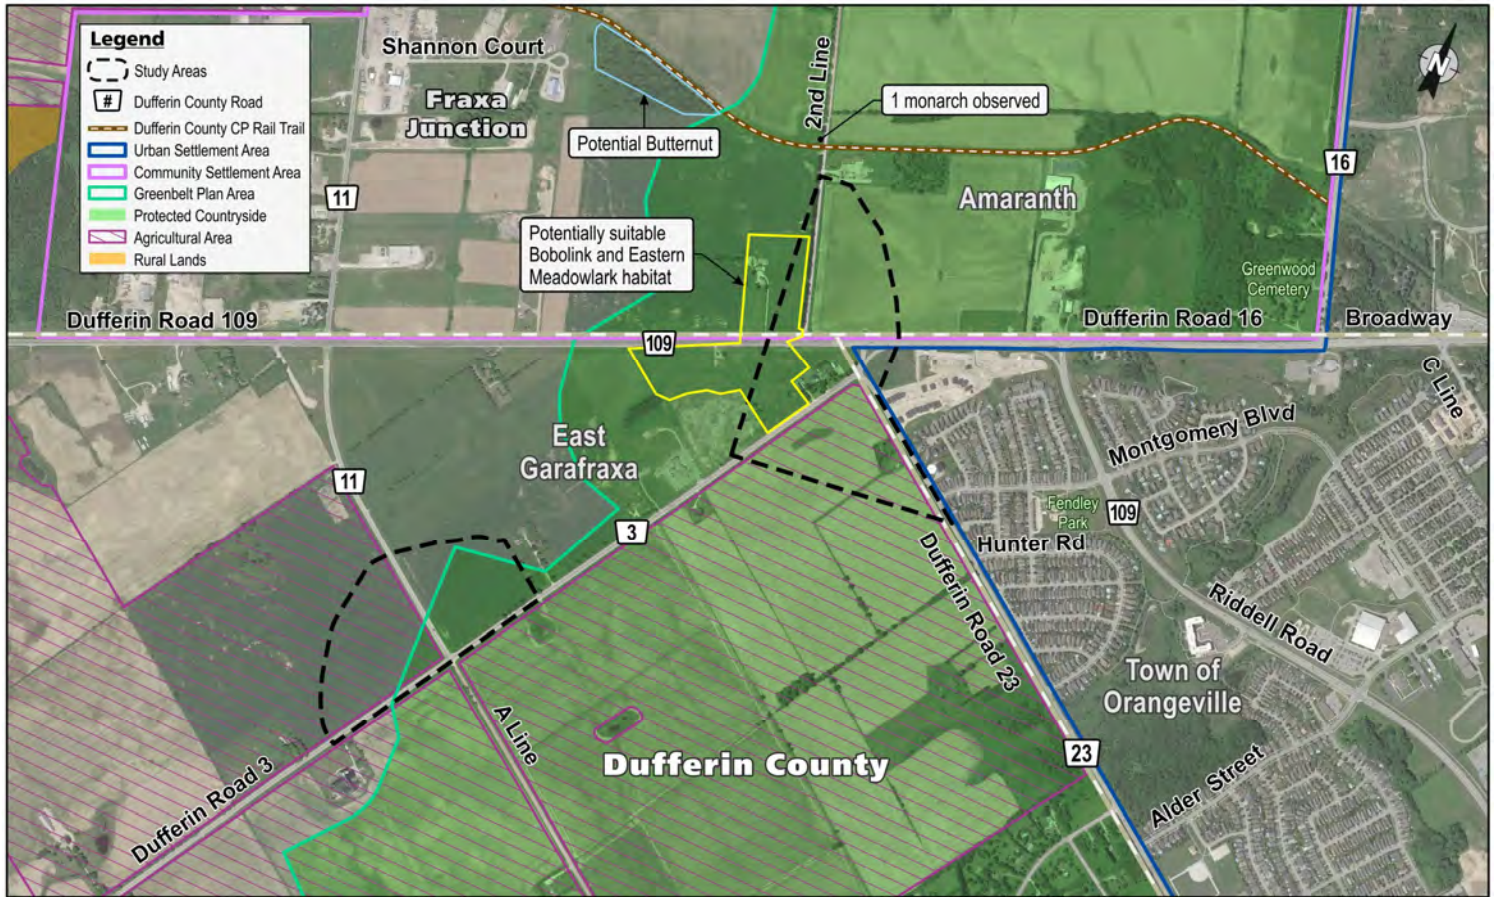 Legend
Study Areas
# Dufferin County Road
Dufferin County CP Rail Trail
Urban Settlement Area
Community Settlement Area
Greenbelt Plan Area
Protected Countryside
Agricultural Area
Rural Lands
Shannon Court
Fraxa
Junction
Potential Butternut
2nd Line
1 monarch observed
N
16
11
Amaranth
Potentially suitable
Bobolink and Eastern
Meadowlark habitat
Greenwood
Cemetery
Dufferin Road 109
109
Dufferin Road 16
Broadway
C Line
Montgomery Blvd
East
Garafraxa
11
3
Fendley
Park
109
Hunter Rd
Dufferin Road 23
Riddell Road
Town of
Orangeville
A Line
Dufferin County
23
Dufferin Road 3
Alder Street